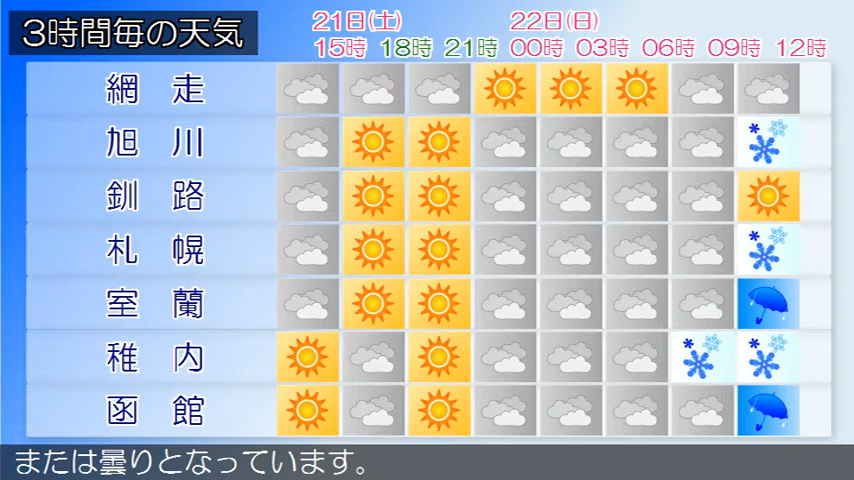 3時間毎の天気
21日(土) 22日(日)
15時 18時 21時 00時 03時 06時 09時 12時
網 走
旭 川
釧 路
札 幌
室 蘭
稚 内
函 館
または曇りとなっています。